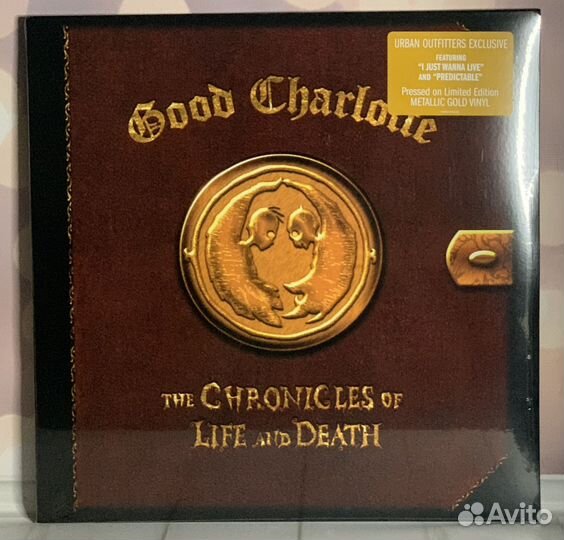 URBAN OUTFITTERS EXCLUSIVE
FEATURING
"I JUST WANNA LIVE"
AND "PREDICTABLE"
Pressed on Limited Edition
METALLIC GOLD VINYL
Good Charlotte
THE CHRONICLES OF
LIFE AND DEATH
Avito